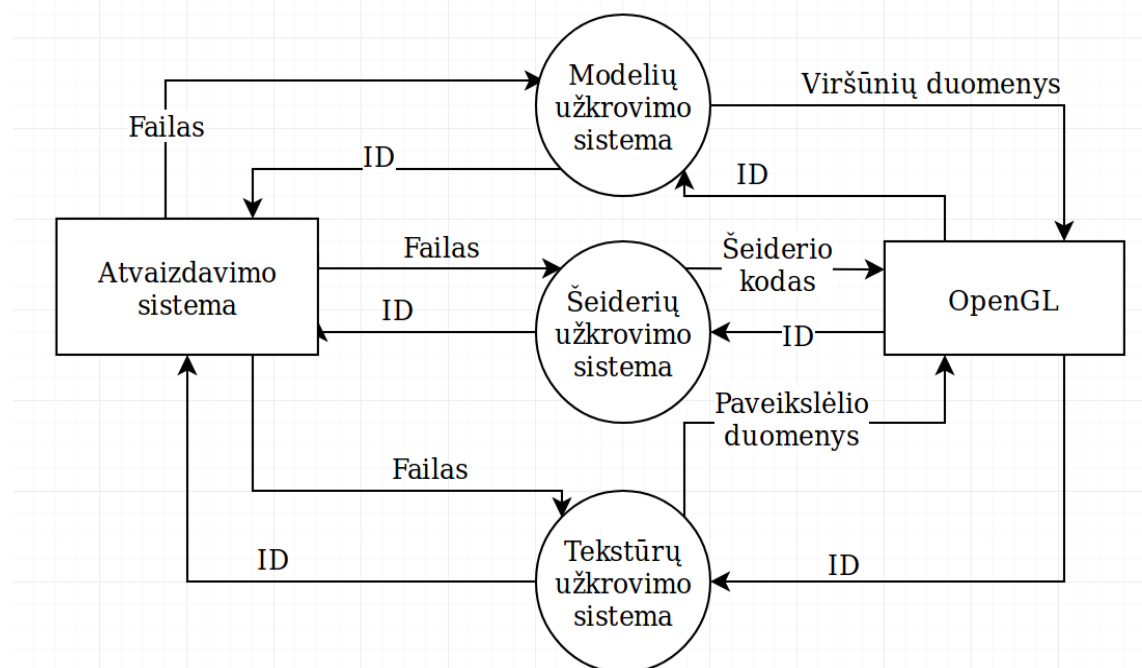 Modelių
užkrovimo
sistema
Viršūnių duomenys
Failas
ID
ID
Atvaizdavimo
sistema
Failas
Šeiderio
kodas
OpenGL
Šeiderių
užkrovimo
sistema
ID
ID
Paveikslėlio
duomenys
Failas
Tekstūrų
užkrovimo
sistema
ID
ID